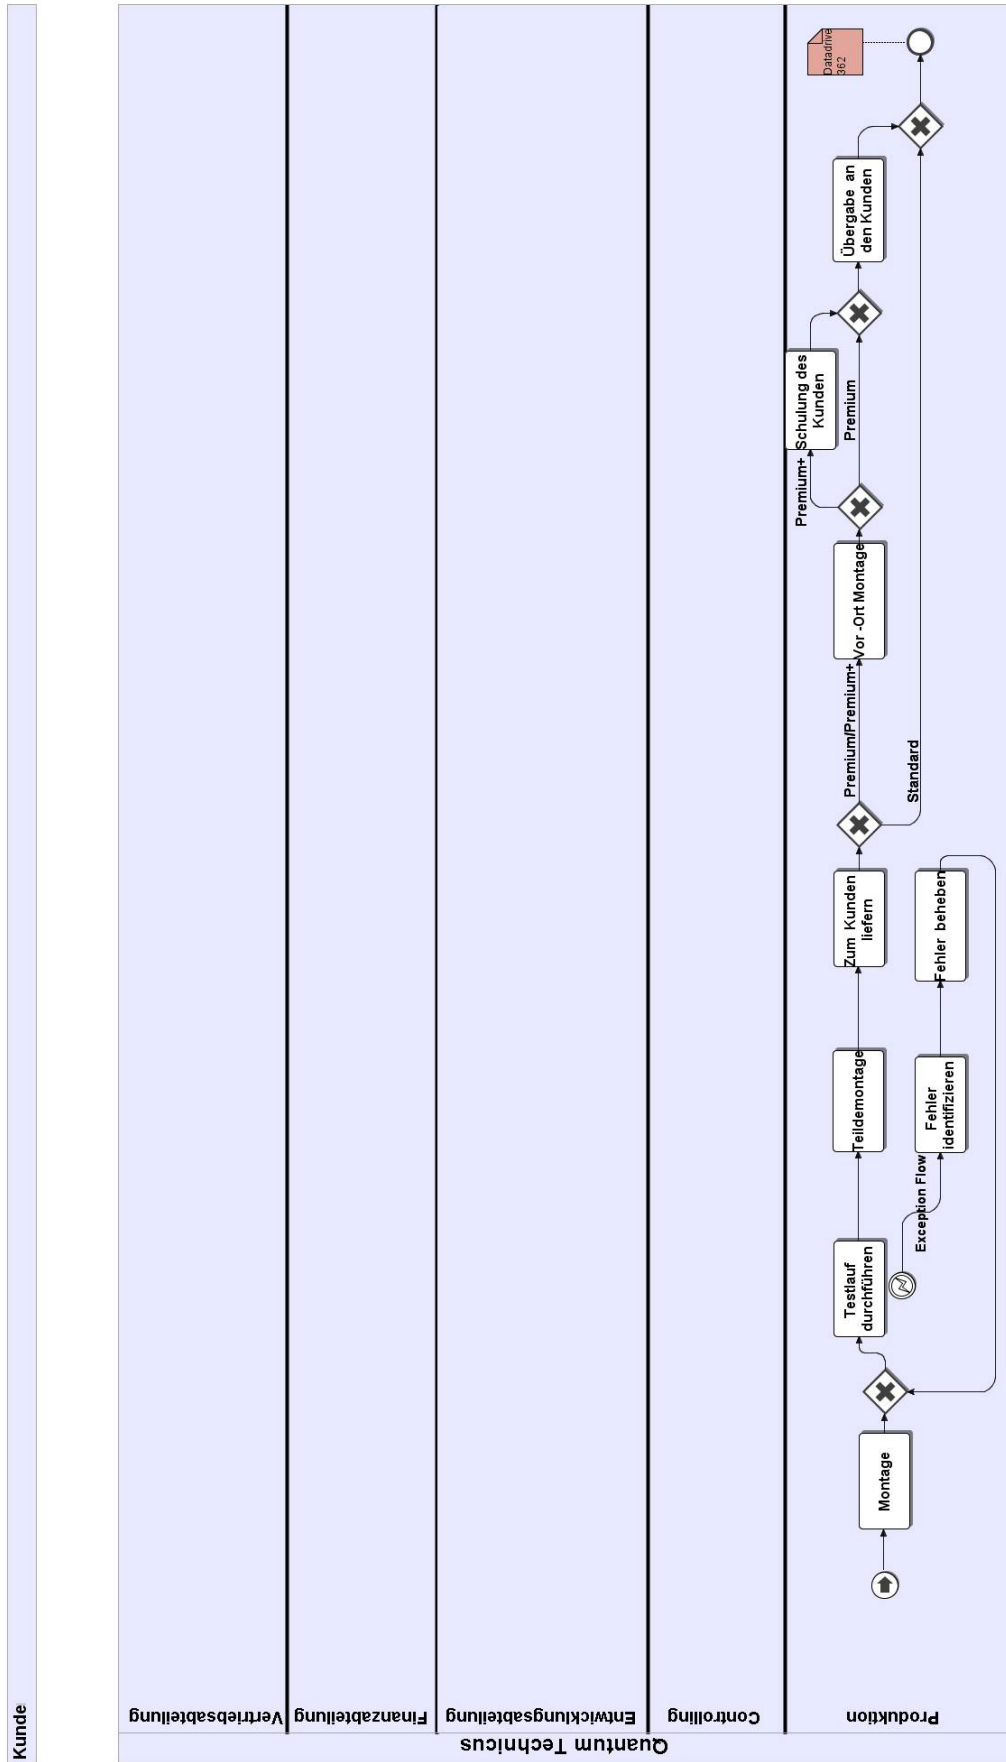 Kunde
Quantum Technicus
Vertriebsabteilung
Finanzabteilung
Entwicklungsabteilung
Controlling
Produktion
Montage
Testlauf
durchführen
Exception Flow
Fehler
identifizieren
Fehler beheben
Teildemontage
Zum Kunden
liefern
Premium/Premium+
Standard
Vor -Ort Montage
Premium+
Premium
Schulung des
Kunden
Übergabe an
den Kunden
Datadrive
362